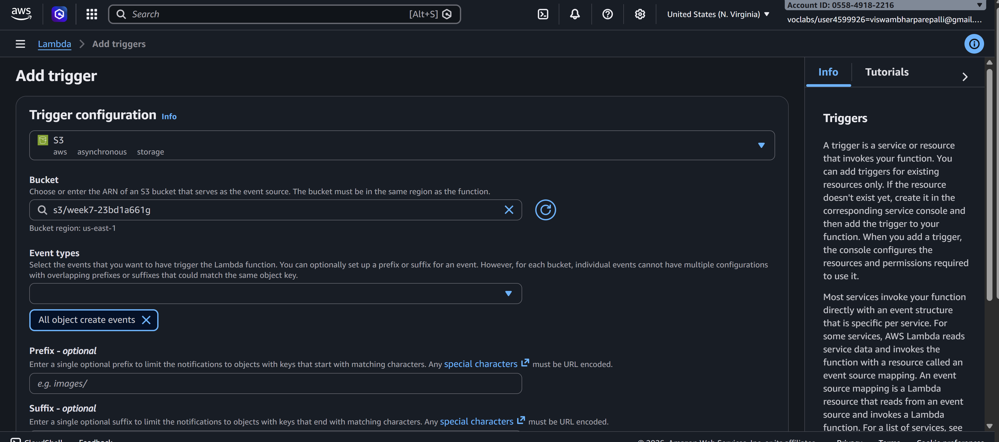 aws
Search
[Alt+S]
United States (N. Virginia)
Account ID: 0558-4918-2216
voclabs/user4599926=viswambharparepalli@gmail....
Lambda
Add triggers
Add trigger
Trigger configuration Info
S3
aws asynchronous storage
Bucket
Choose or enter the ARN of an S3 bucket that serves as the event source. The bucket must be in the same region as the function.
s3/week7-23bd1a661g
Bucket region: us-east-1
Event types
Select the events that you want to have trigger the Lambda function. You can optionally set up a prefix or suffix for an event. However, for each bucket, individual events cannot have multiple configurations
with overlapping prefixes or suffixes that could match the same object key.
All object create events
Prefix - optional
Enter a single optional prefix to limit the notifications to objects with keys that start with matching characters. Any special characters must be URL encoded.
e.g. images/
Suffix - optional
Enter a single optional suffix to limit the notifications to objects with keys that end with matching characters. Any special characters must be URL encoded.
Info
Tutorials
Triggers
A trigger is a service or resource
that invokes your function. You
can add triggers for existing
resources only. If the resource
doesn't exist yet, create it in the
corresponding service console and
then add the trigger to your
function. When you add a trigger,
the console configures the
resources and permissions required
to use it.
Most services invoke your function
directly with an event structure
that is specific per service. For
some services, AWS Lambda reads
service data and invokes the
function with a resource called an
event source mapping. An event
source mapping is a Lambda
resource that reads from an event
source and invokes a Lambda
function. For a list of services, see
CloudShell
Feedback
© 2026, Amazon Web Services, Inc. or its affiliates.
Privacy
Terms
Cookie preferences